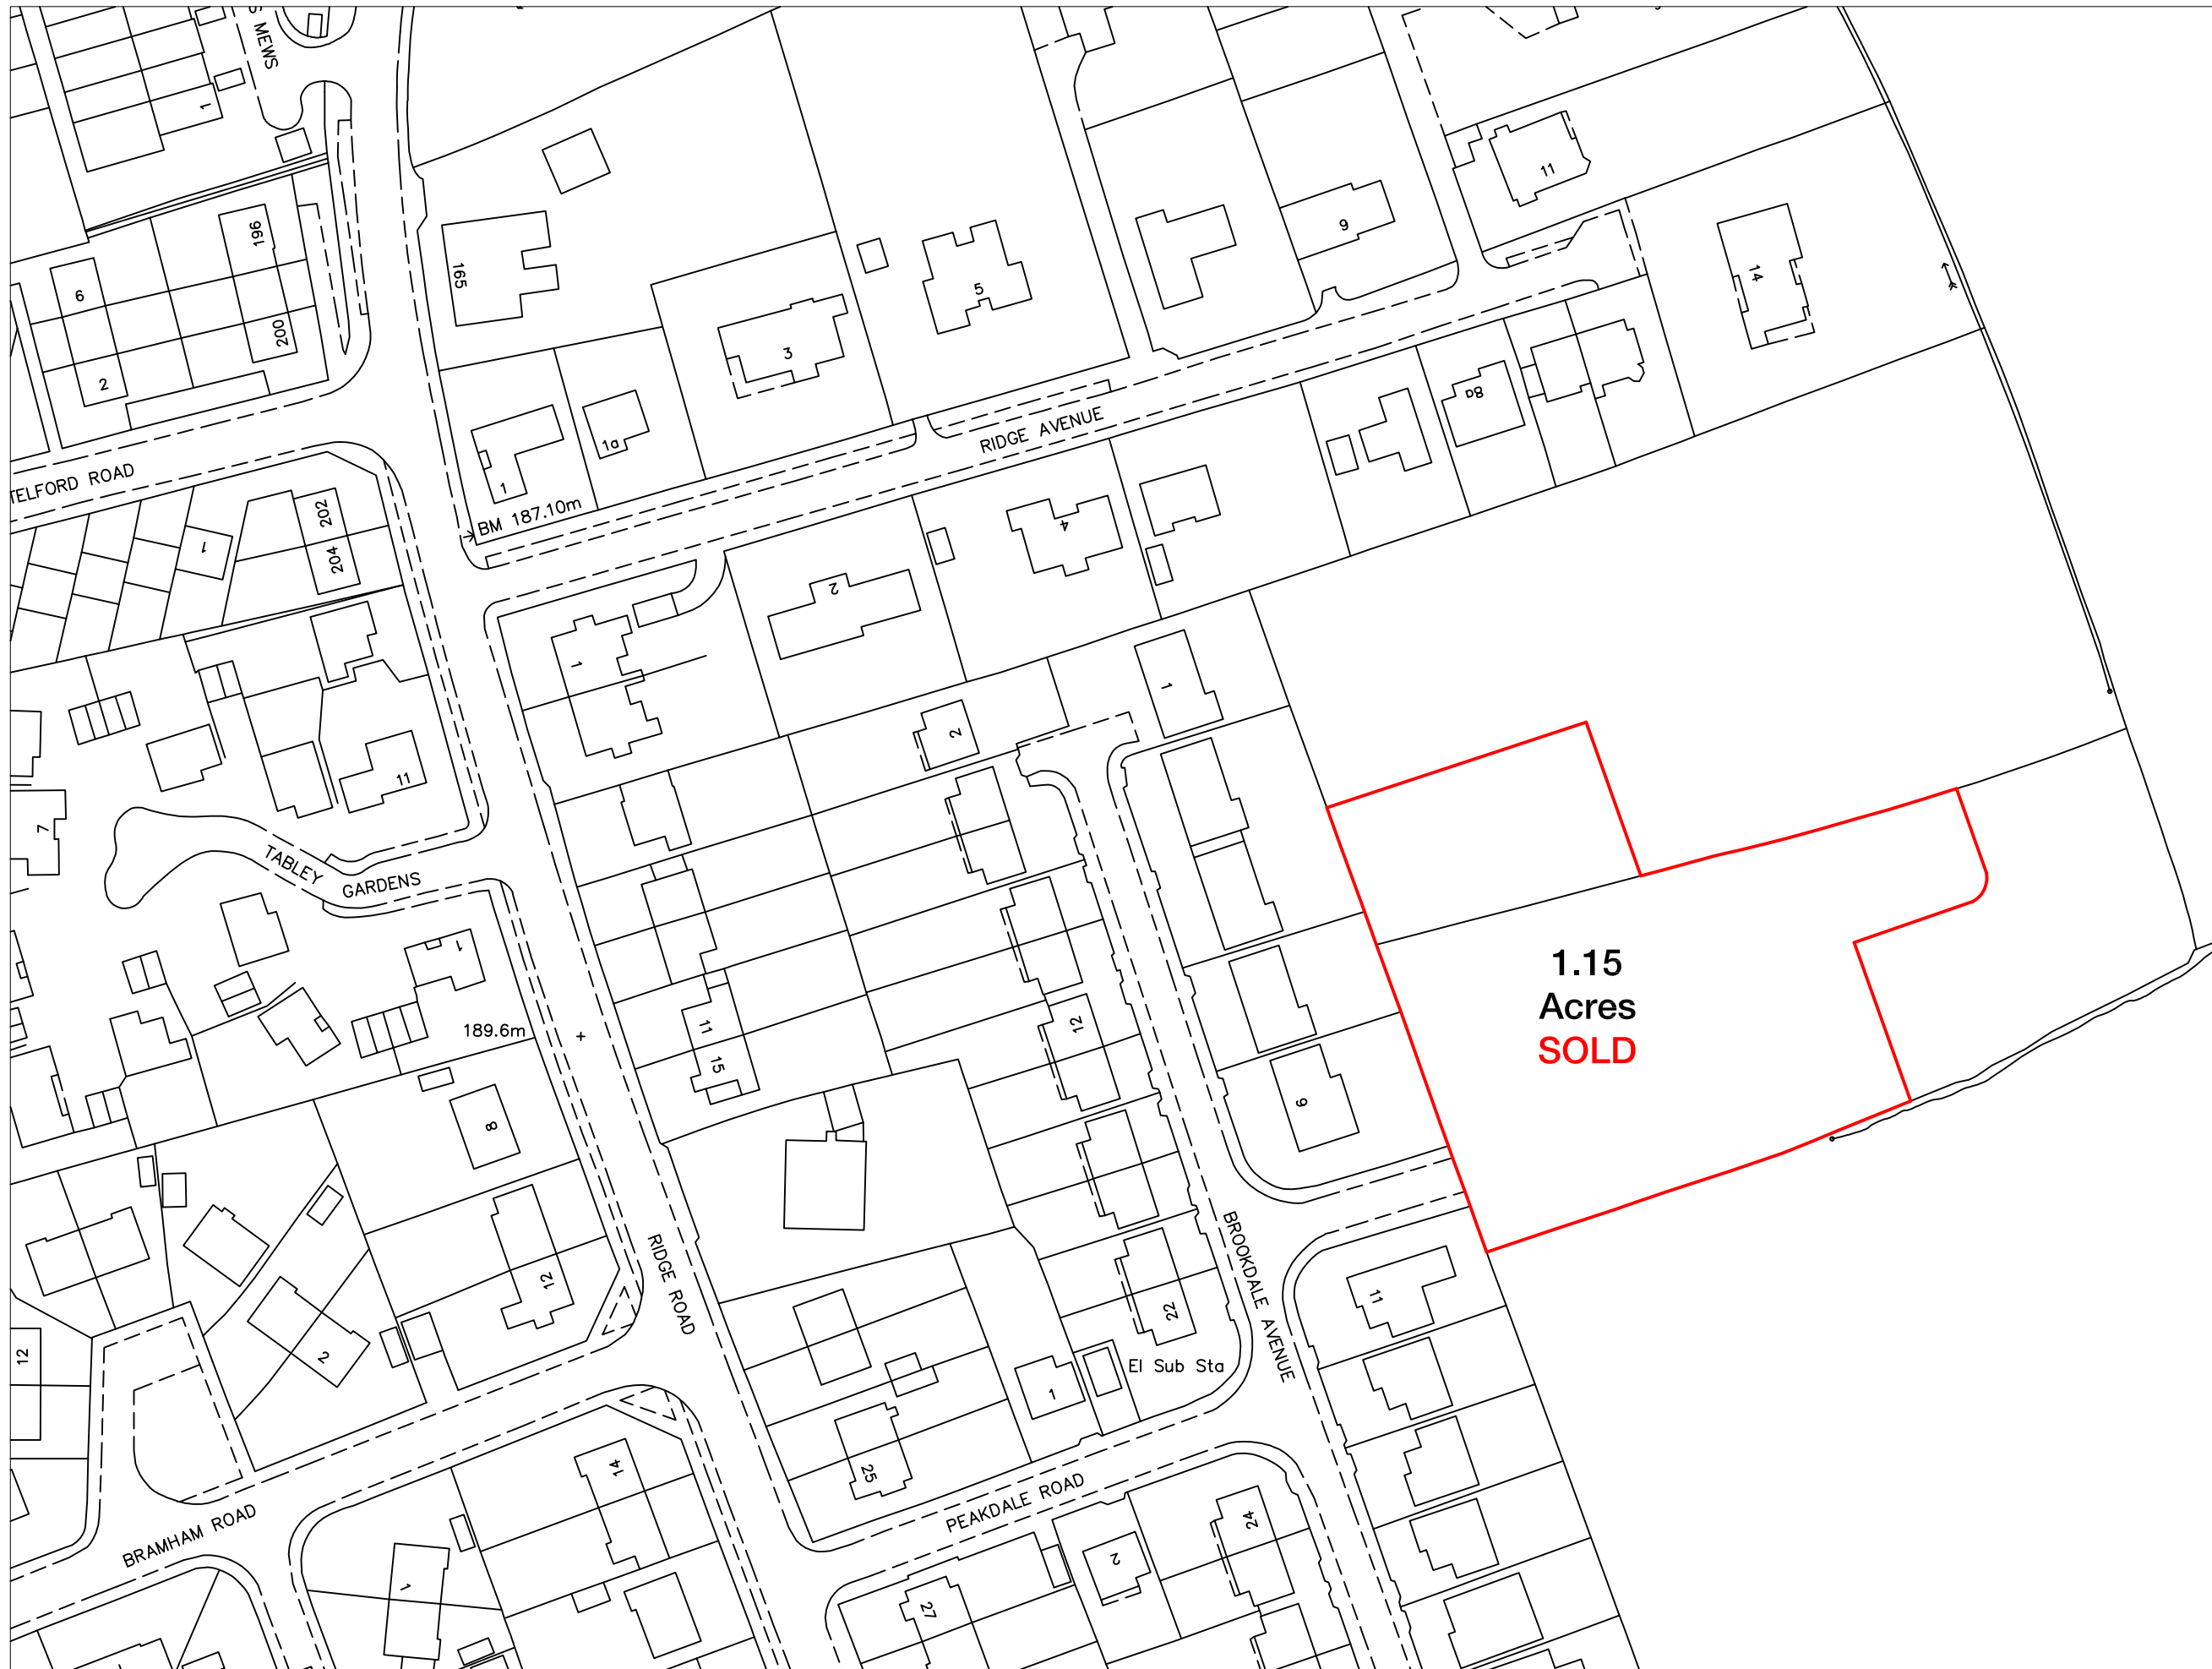 S MEWS
1
11
196
165
9
14
6
5
200
3
2
8a
1a
RIDGE AVENUE
TELFORD ROAD
1
BM 187.10m
202
4
1
204
2
1
1
2
11
7
TABLEY
GARDENS
1
1.15
Acres
SOLD
189.6m
11
12
15
8
9
BROOKDALE AVENUE
RIDGE ROAD
12
11
22
12
2
El Sub Sta
1
14
25
PEAKDALE ROAD
24
BRAMHAM ROAD
2
1
27